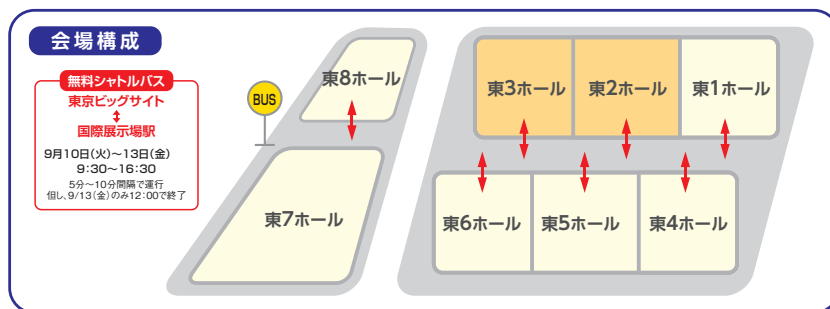 会場構成
無料シャトルバス
東京ビッグサイト
国際展示場駅
9月10日(火)～13日(金)
9:30～16:30
5分～10分間隔で運行
但し、9/13(金)のみ12:00で終了
BUS
東8ホール
東7ホール
東3ホール
東2ホール
東1ホール
東6ホール
東5ホール
東4ホール